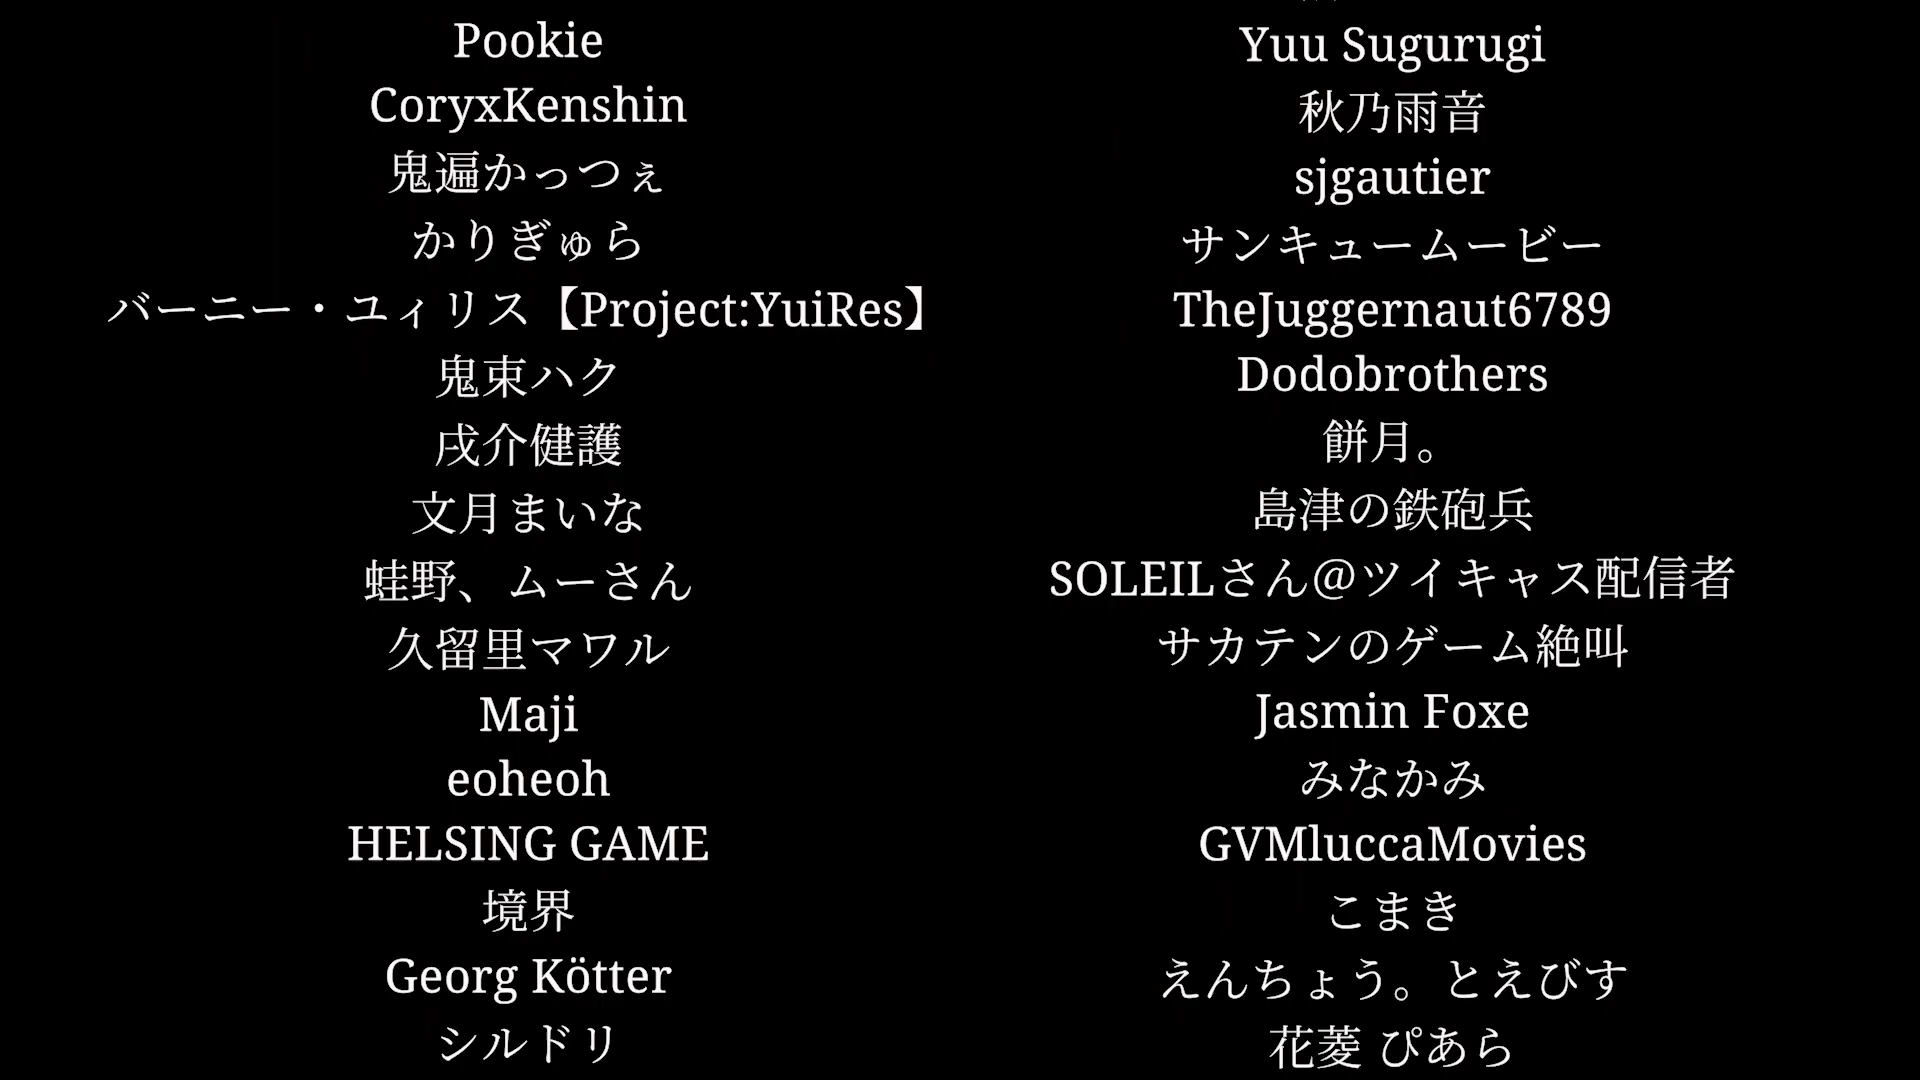 Pookie
CoryxKenshin
鬼遍かっつぇ
かりぎゅら
バーニー・ユィリス【Project:YuiRes】
鬼束ハク
戌介健護
文月まいな
蛙野、ムーさん
久留里マワル
Maji
eoheoh
HELSING GAME
境界
Georg Kötter
シルドリ
Yuu Sugurugi
秋乃雨音
sjgautier
サンキュームービー
TheJuggernaut6789
Dodobrothers
餅月。
島津の鉄砲兵
SOLEILさん@ツイキャス配信者
サカテンのゲーム絶叫
Jasmin Foxe
みなかみ
GVMluccaMovies
こまき
えんちょう。とえびす
花菱 ぴあら